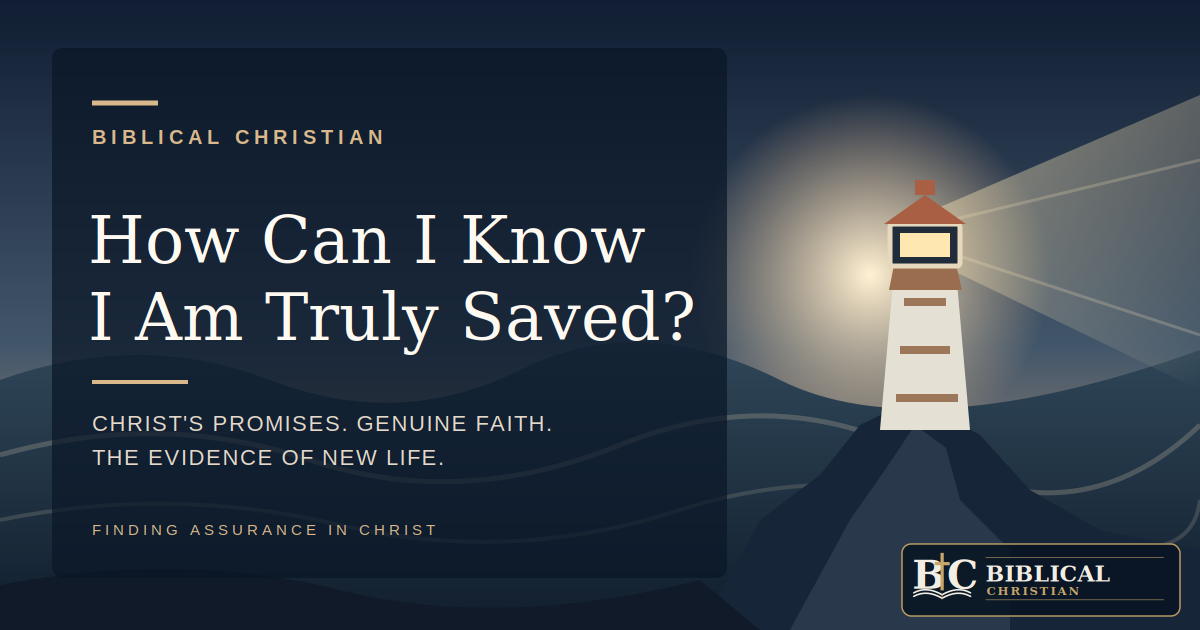 BIBLICAL CHRISTIAN
How Can I Know
I Am Truly Saved?
CHRIST'S PROMISES. GENUINE FAITH.
THE EVIDENCE OF NEW LIFE.
FINDING ASSURANCE IN CHRIST
BC
BIBLICAL
CHRISTIAN